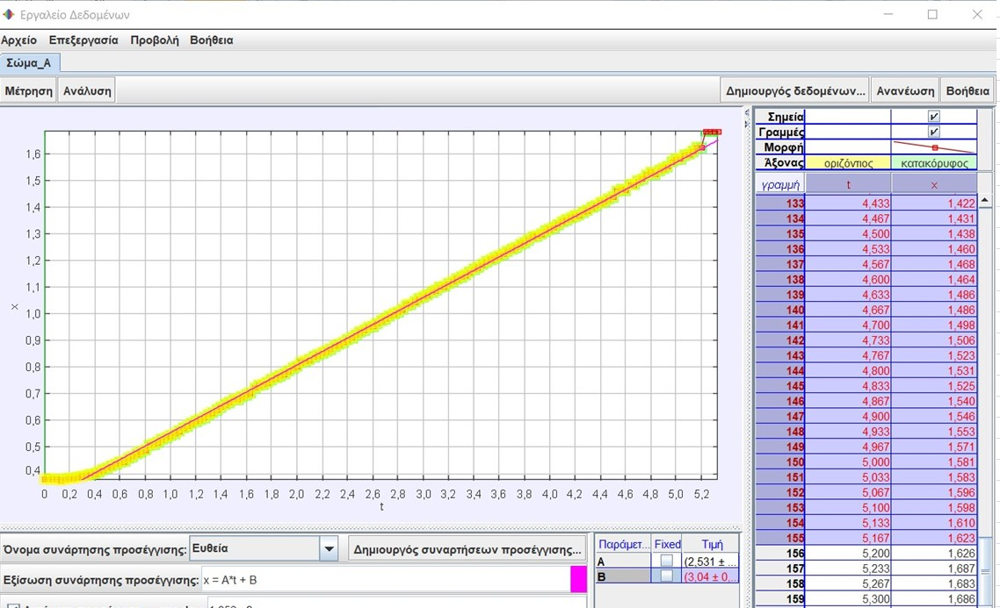 Εργαλείο Δεδομένων
Αρχείο Επεξεργασία Προβολή Βοήθεια
Σώμα_Α
Μέτρηση Ανάλυση Δημιουργός δεδομένων... Ανανέωση Βοήθεια
Σημεία
Γραμμές
Μορφή
Άξονας οριζόντιος κατακόρυφος
γραμμή t x
133 4,433 1,422
134 4,467 1,431
135 4,500 1,438
136 4,533 1,460
137 4,567 1,468
138 4,600 1,464
139 4,633 1,486
140 4,667 1,486
141 4,700 1,498
142 4,733 1,506
143 4,767 1,523
144 4,800 1,531
145 4,833 1,525
146 4,867 1,540
147 4,900 1,546
148 4,933 1,553
149 4,967 1,571
150 5,000 1,581
151 5,033 1,583
152 5,067 1,596
153 5,100 1,598
154 5,133 1,610
155 5,167 1,623
156 5,200 1,626
157 5,233 1,687
158 5,267 1,683
159 5,300 1,686
1,6
1,5
1,4
1,3
1,2
1,1
x 1,0
0,9
0,8
0,7
0,6
0,5
0,4
0 0,2 0,4 0,6 0,8 1,0 1,2 1,4 1,6 1,8 2,0 2,2 2,4 2,6 2,8 3,0 3,2 3,4 3,6 3,8 4,0 4,2 4,4 4,6 4,8 5,0 5,2
t
Όνομα συνάρτησης προσέγγισης: Ευθεία Δημιουργός συναρτήσεων προσέγγισης...
Εξίσωση συνάρτησης προσέγγισης: x = A*t + B
Παράμετ... Fixed Τιμή
A (2,531 ± ...
B (3,04 ± 0,...